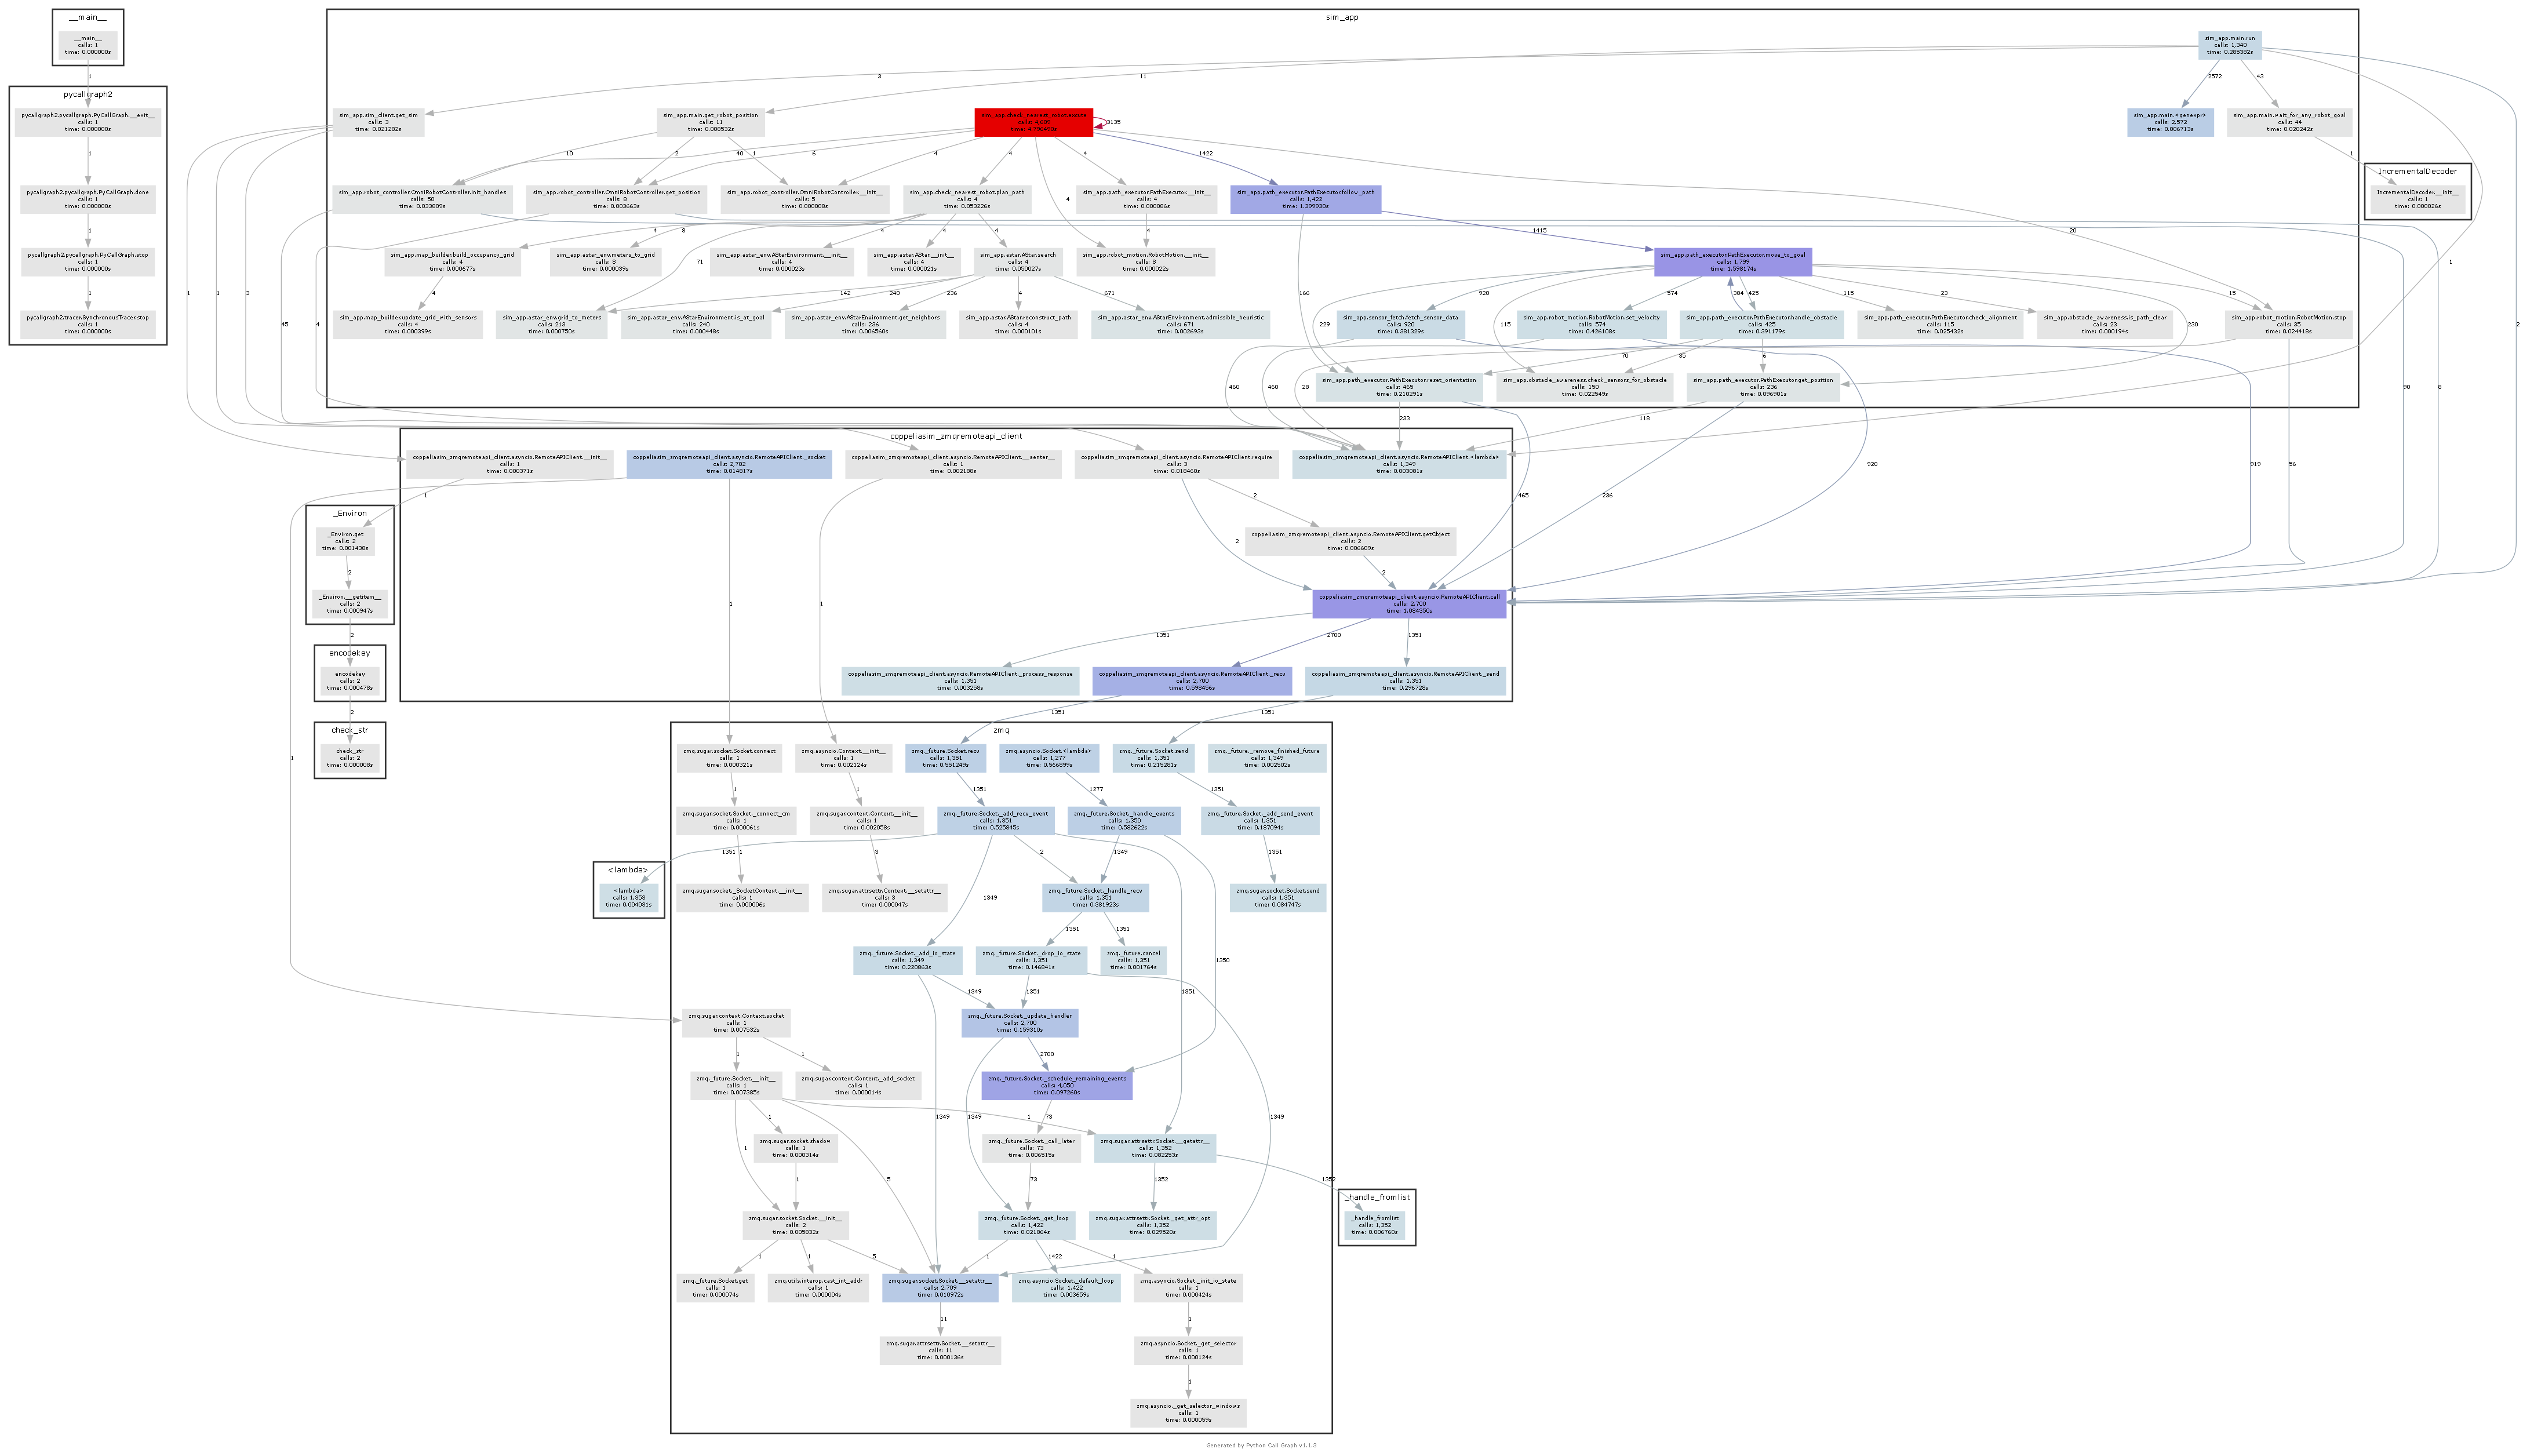 __main__
__main__
calls: 1
time: 0.000000s
1
pycallgraph2
pycallgraph2.pycallgraph.PyCallGraph.__exit__
calls: 1
time: 0.000000s
1
pycallgraph2.pycallgraph.PyCallGraph.done
calls: 1
time: 0.000000s
1
pycallgraph2.pycallgraph.PyCallGraph.stop
calls: 1
time: 0.000000s
1
pycallgraph2.tracer.SynchronousTracer.stop
calls: 1
time: 0.000000s
sim_app
sim_app.main.run
calls: 1,340
time: 0.285382s
3
11
2572
43
1
2
sim_app.sim_client.get_sim
calls: 3
time: 0.021282s
sim_app.main.get_robot_position
calls: 11
time: 0.008532s
sim_app.check_nearest_robot.rotate
3135
sim_app.main.<genexpr>
calls: 2,572
time: 0.006713s
sim_app.main.wait_for_any_robot_goal
calls: 44
time: 0.020242s
1
IncrementalDecoder
IncrementalDecoder.__init__
calls: 1
time: 0.000026s
10
2
1
40
6
4
4
4
4
1422
20
sim_app.robot_controller.OmniRobotController.init_handles
calls: 50
time: 0.033809s
sim_app.robot_controller.OmniRobotController.get_position
calls: 8
time: 0.003663s
sim_app.robot_controller.OmniRobotController.__init__
calls: 5
time: 0.000008s
sim_app.check_nearest_robot.plan_path
calls: 4
time: 0.053226s
sim_app.path_executor.PathExecutor.__init__
calls: 4
time: 0.000086s
sim_app.path_executor.PathExecutor.follow_path
calls: 1,422
time: 1.399930s
4
8
71
4
4
4
4
166
1415
sim_app.map_builder.build_occupancy_grid
calls: 4
time: 0.000677s
sim_app.astar_env.meters_to_grid
calls: 8
time: 0.000039s
sim_app.astar_env.AStarEnvironment.__init__
calls: 4
time: 0.000023s
sim_app.astar.AStar.__init__
calls: 4
time: 0.000021s
sim_app.astar.AStar.search
calls: 4
time: 0.050027s
sim_app.robot_motion.RobotMotion.__init__
calls: 8
time: 0.000022s
sim_app.path_executor.PathExecutor.move_to_goal
calls: 1,799
time: 1.598174s
4
142
240
236
4
671
229
920
115
574
425
384
115
23
15
230
sim_app.map_builder.update_grid_with_sensors
calls: 4
time: 0.000399s
sim_app.astar_env.grid_to_meters
calls: 213
time: 0.000750s
sim_app.astar_env.AStarEnvironment.is_at_goal
calls: 240
time: 0.000448s
sim_app.astar_env.AStarEnvironment.get_neighbors
calls: 236
time: 0.006560s
sim_app.astar.AStar.reconstruct_path
calls: 4
time: 0.000101s
sim_app.astar_env.AStarEnvironment.admissible_heuristic
calls: 671
time: 0.002693s
sim_app.sensor_fetch.fetch_sensor_data
calls: 920
time: 0.381329s
sim_app.robot_motion.RobotMotion.set_velocity
calls: 574
time: 0.426108s
sim_app.path_executor.PathExecutor.handle_obstacle
calls: 425
time: 0.391179s
sim_app.path_executor.PathExecutor.check_alignment
calls: 115
time: 0.025432s
sim_app.obstacle_awareness.is_path_clear
calls: 23
time: 0.000194s
sim_app.robot_motion.RobotMotion.stop
calls: 35
time: 0.024418s
1
1
3
45
4
460
460
28
70
35
6
sim_app.path_executor.PathExecutor.reset_orientation
calls: 465
time: 0.210291s
sim_app.obstacle_awareness.check_sensors_for_obstacle
calls: 150
time: 0.022549s
sim_app.path_executor.PathExecutor.get_position
calls: 236
time: 0.096901s
90
8
233
118
coppeliasim_zmqremoteapi_client
coppeliasim_zmqremoteapi_client.asyncio.RemoteAPIClient.__init__
calls: 1
time: 0.000371s
coppeliasim_zmqremoteapi_client.asyncio.RemoteAPIClient._socket
calls: 2,702
time: 0.014817s
coppeliasim_zmqremoteapi_client.asyncio.RemoteAPIClient.__aenter__
calls: 1
time: 0.002188s
coppeliasim_zmqremoteapi_client.asyncio.RemoteAPIClient.require
calls: 3
time: 0.018460s
coppeliasim_zmqremoteapi_client.asyncio.RemoteAPIClient.<lambda>
calls: 1,349
time: 0.003081s
920
919
56
1
2
465
236
_Environ
_Environ.get
calls: 2
time: 0.001438s
coppeliasim_zmqremoteapi_client.asyncio.RemoteAPIClient.getObject
calls: 2
time: 0.006609s
2
2
2
_Environ.__getitem__
calls: 2
time: 0.000947s
1
1
coppeliasim_zmqremoteapi_client.asyncio.RemoteAPIClient.call
calls: 2,700
time: 1.084350s
2
1351
2700
1351
encodekey
encodekey
calls: 2
time: 0.000478s
coppeliasim_zmqremoteapi_client.asyncio.RemoteAPIClient._process_response
calls: 1,351
time: 0.003258s
coppeliasim_zmqremoteapi_client.asyncio.RemoteAPIClient._recv
calls: 2,700
time: 0.598456s
coppeliasim_zmqremoteapi_client.asyncio.RemoteAPIClient._send
calls: 1,351
time: 0.296728s
2
1351
1351
check_str
check_str
calls: 2
time: 0.000008s
1
zmq
zmq.sugar.socket.Socket.connect
calls: 1
time: 0.000321s
zmq.asyncio.Context.__init__
calls: 1
time: 0.002124s
zmq._future.Socket.recv
calls: 1,351
time: 0.551249s
zmq.asyncio.Socket.<lambda>
calls: 1,277
time: 0.566899s
zmq._future.Socket.send
calls: 1,351
time: 0.215281s
zmq._future._remove_finished_future
calls: 1,349
time: 0.002502s
1
1
1351
1277
1351
zmq.sugar.socket.Socket._connect_cm
calls: 1
time: 0.000061s
zmq.sugar.context.Context.__init__
calls: 1
time: 0.002058s
zmq._future.Socket._add_recv_event
calls: 1,351
time: 0.525845s
zmq._future.Socket._handle_events
calls: 1,350
time: 0.582622s
zmq._future.Socket._add_send_event
calls: 1,351
time: 0.187094s
1351
1
3
2
1349
1351
<lambda>
<lambda>
calls: 1,353
time: 0.004031s
zmq.sugar.socket._SocketContext.__init__
calls: 1
time: 0.000006s
zmq.sugar.attrsettr.Context.__setattr__
calls: 3
time: 0.000047s
1349
zmq._future.Socket._handle_recv
calls: 1,351
time: 0.381923s
zmq.sugar.socket.Socket.send
calls: 1,351
time: 0.084747s
1351
1351
zmq._future.Socket._add_io_state
calls: 1,349
time: 0.220863s
zmq._future.Socket._drop_io_state
calls: 1,351
time: 0.146841s
zmq._future.cancel
calls: 1,351
time: 0.001764s
1350
1349
1351
1351
zmq.sugar.context.Context.socket
calls: 1
time: 0.007532s
zmq._future.Socket._update_handler
calls: 2,700
time: 0.159310s
1
1
2700
zmq._future.Socket.__init__
calls: 1
time: 0.007385s
zmq.sugar.context.Context._add_socket
calls: 1
time: 0.000014s
zmq._future.Socket._schedule_remaining_events
calls: 4,050
time: 0.097260s
1
1
1349
1349
73
1349
1
zmq.sugar.socket.shadow
calls: 1
time: 0.000314s
zmq._future.Socket._call_later
calls: 73
time: 0.006515s
zmq.sugar.attrsettr.Socket.__getattr__
calls: 1,352
time: 0.082253s
1
5
73
1352
1352
zmq.sugar.socket.Socket.__init__
calls: 2
time: 0.005832s
zmq._future.Socket._get_loop
calls: 1,422
time: 0.021864s
zmq.sugar.attrsettr.Socket._get_attr_opt
calls: 1,352
time: 0.029520s
_handle_fromlist
_handle_fromlist
calls: 1,352
time: 0.006760s
1
1
5
1
1422
1
zmq._future.Socket.get
calls: 1
time: 0.000074s
zmq.utils.interop.cast_int_addr
calls: 1
time: 0.000004s
zmq.sugar.socket.Socket.__setattr__
calls: 2,709
time: 0.010972s
zmq.asyncio.Socket._default_loop
calls: 1,422
time: 0.003659s
zmq.asyncio.Socket._init_io_state
calls: 1
time: 0.000424s
11
1
zmq.sugar.attrsettr.Socket.__setattr__
calls: 11
time: 0.000136s
zmq.asyncio.Socket._get_selector
calls: 1
time: 0.000124s
1
zmq.asyncio._get_selector_windows
calls: 1
time: 0.000059s
Generated by Python Call Graph v1.1.3